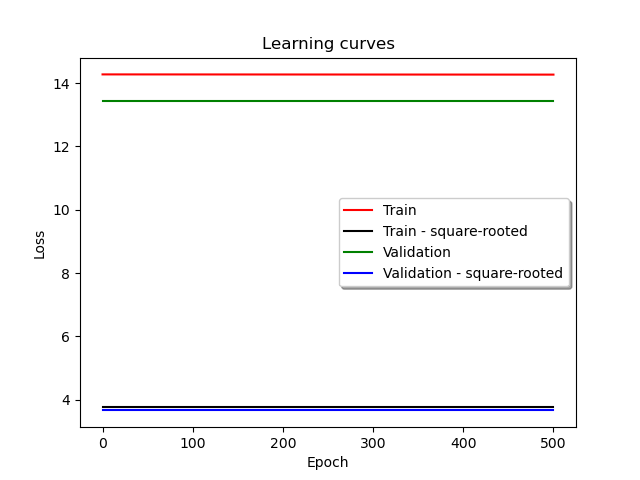 Learning curves
Loss
14
12
10
8
6
4
Train
Train - square-rooted
Validation
Validation - square-rooted
0 100 200 300 400 500
Epoch